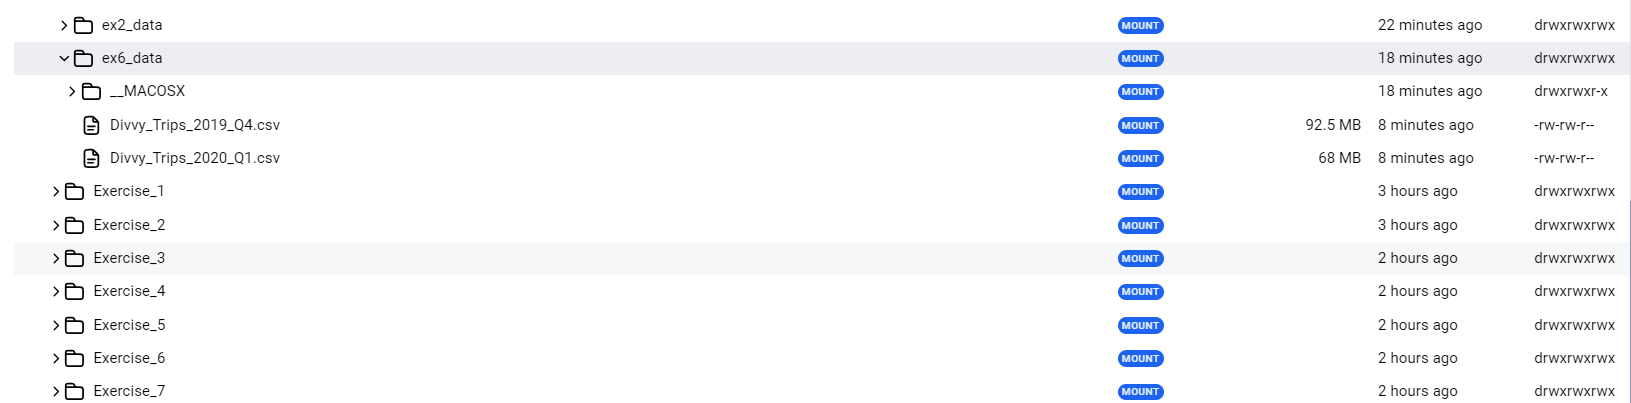 ex2_data MOUNT 22 minutes ago drwxrwxrwx
ex6_data MOUNT 18 minutes ago drwxrwxrwx
__MACOSX MOUNT 18 minutes ago drwxrwxr-x
Divvy_Trips_2019_Q4.csv MOUNT 92.5 MB 8 minutes ago -rw-rw-r--
Divvy_Trips_2020_Q1.csv MOUNT 68 MB 8 minutes ago -rw-rw-r--
Exercise_1 MOUNT 3 hours ago drwxrwxrwx
Exercise_2 MOUNT 3 hours ago drwxrwxrwx
Exercise_3 MOUNT 2 hours ago drwxrwxrwx
Exercise_4 MOUNT 2 hours ago drwxrwxrwx
Exercise_5 MOUNT 2 hours ago drwxrwxrwx
Exercise_6 MOUNT 2 hours ago drwxrwxrwx
Exercise_7 MOUNT 2 hours ago drwxrwxrwx